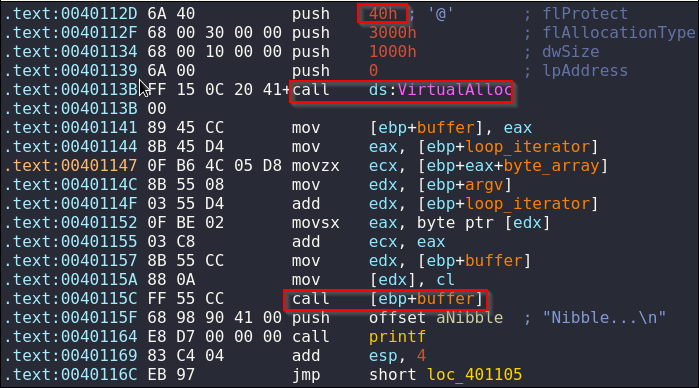 .text:0040112D 6A 40 push 40h ; '@' ; flProtect
.text:0040112F 68 00 30 00 00 push 3000h ; flAllocationType
.text:00401134 68 00 10 00 00 push 1000h ; dwSize
.text:00401139 6A 00 push 0 ; lpAddress
.text:0040113B FF 15 0C 20 41+call ds:VirtualAlloc
.text:0040113B 00
.text:00401141 89 45 CC mov [ebp+buffer], eax
.text:00401144 8B 45 D4 mov eax, [ebp+loop_iterator]
.text:00401147 0F B6 4C 05 D8 movzx ecx, [ebp+eax+byte_array]
.text:0040114C 8B 55 08 mov edx, [ebp+argv]
.text:0040114F 03 55 D4 add edx, [ebp+loop_iterator]
.text:00401152 0F BE 02 movsx eax, byte ptr [edx]
.text:00401155 03 C8 add ecx, eax
.text:00401157 8B 55 CC mov edx, [ebp+buffer]
.text:0040115A 88 0A mov [edx], cl
.text:0040115C FF 55 CC call [ebp+buffer]
.text:0040115F 68 98 90 41 00 push offset aNibble ; "Nibble...\n"
.text:00401164 E8 D7 00 00 00 call printf
.text:00401169 83 C4 04 add esp, 4
.text:0040116C EB 97 jmp short loc_401105